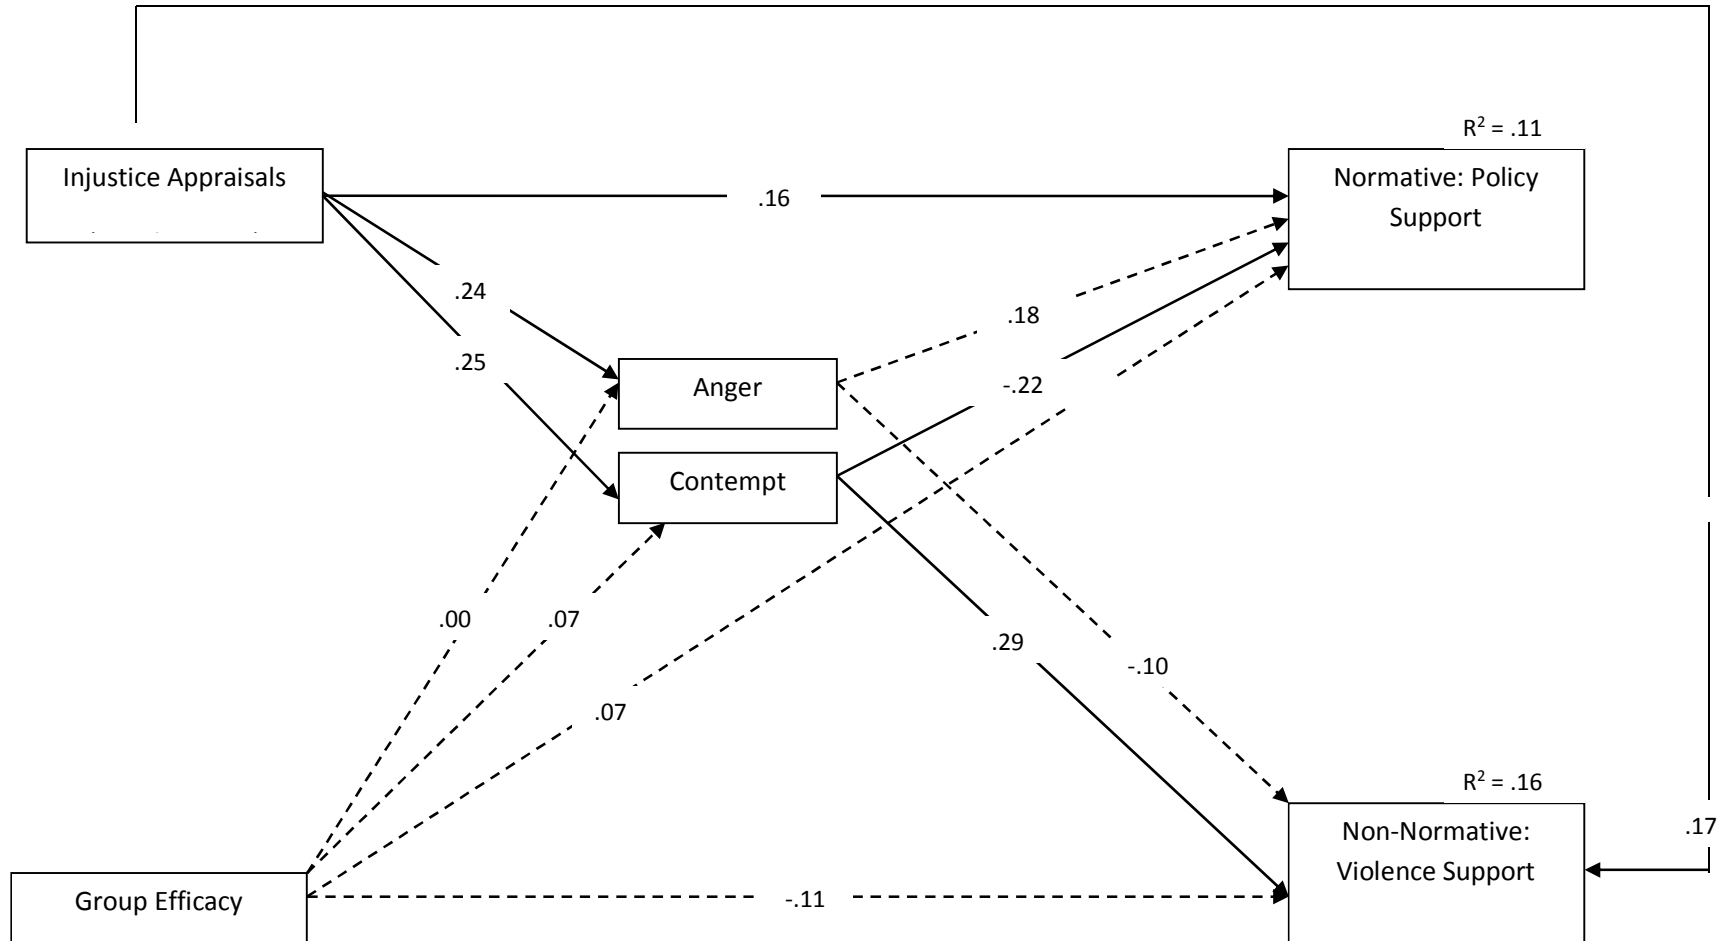 R² = .11
Injustice Appraisals
Normative: Policy
Support
.16
.24
.18
.25
Anger
-.22
Contempt
.00
.07
.29
-.10
.07
R² = .16
Non-Normative:
Violence Support
.17
Group Efficacy
-.11